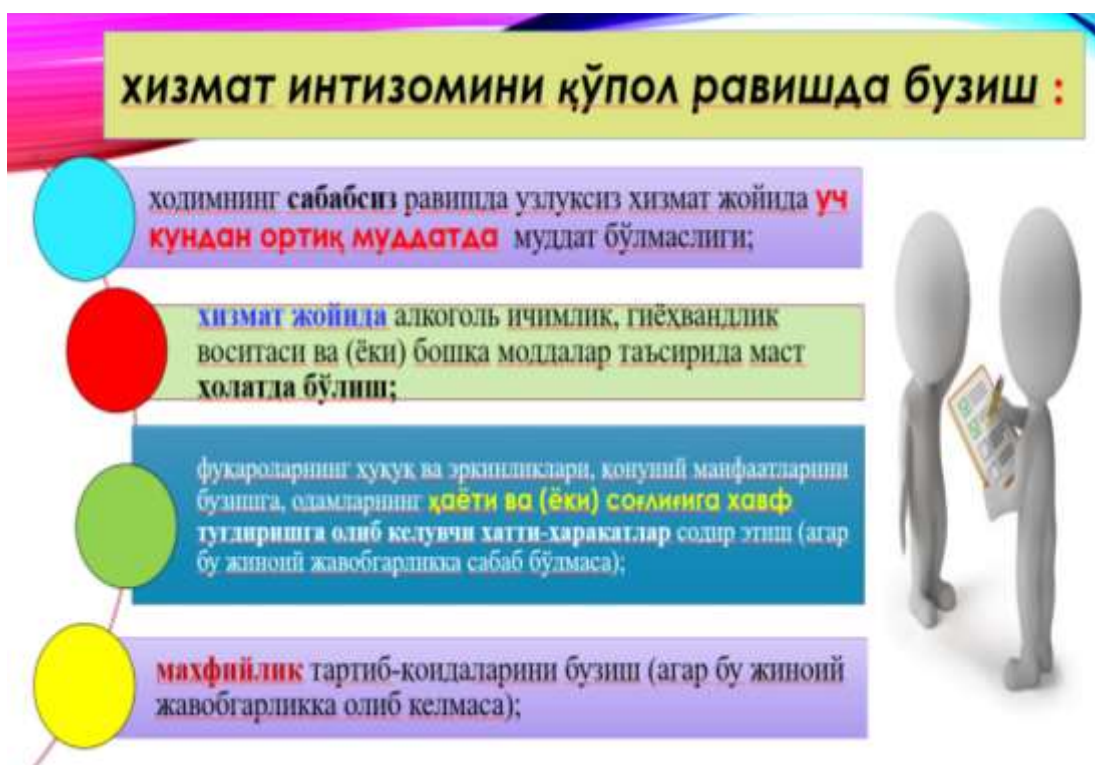 хизмат интизомини қўпол равишда бузиш :
ходимнинг сабабсиз равишда узлуксиз хизмат жойида уч
кундан ортиқ муддатда муддат бўлмаслиги;
хизмат жойида алкоголь ичимлик, гиёҳвандлик
воситаси ва (ёки) бошка моддалар таъсирида маст
ҳолатда бўлиш;
фуқароларнинг ҳуқуқ ва эркинликлари, қонуний манфаатларини
бузишга, одамларнинг ҳаёти ва (ёки) соғлиғига хавф
туғдиришга олиб келувчи хатти-ҳаракатлар содир этиш (агар
бу жиноий жавобгарликка сабаб бўлмаса);
махфийлик тартиб-қоидаларини бузиш (агар бу жиноий
жавобгарликка олиб келмаса);